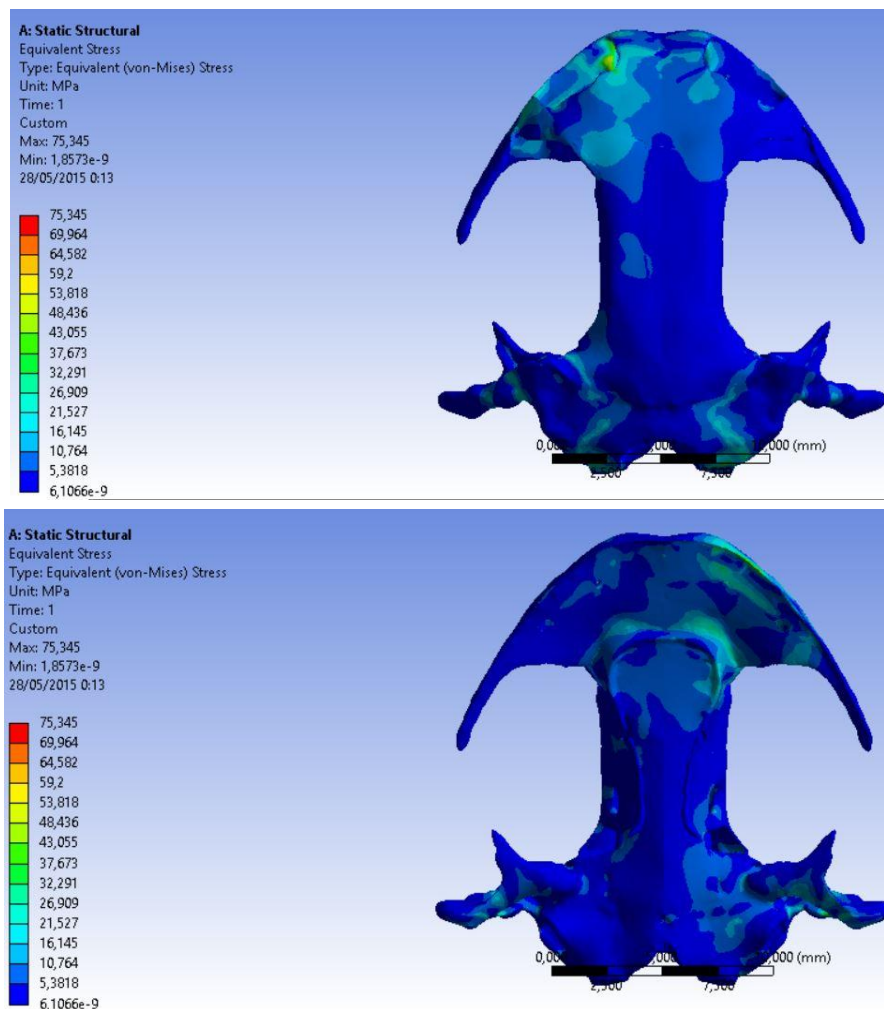 A: Static Structural
Equivalent Stress
Type: Equivalent (von-Mises) Stress
Unit: MPa
Time: 1
Custom
Max: 75,345
Min: 1,8573e-9
28/05/2015 0:13
75,345
69,964
64,582
59,2
53,818
48,436
43,055
37,673
32,291
26,909
21,527
16,145
10,764
5,3818
6,1066e-9
(mm)
7,500
A: Static Structural
Equivalent Stress
Type: Equivalent (von-Mises) Stress
Unit: MPa
Time: 1
Custom
Max: 75,345
Min: 1,8573e-9
28/05/2015 0:13
75,345
69,964
64,582
59,2
53,818
48,436
43,055
37,673
32,291
26,909
21,527
16,145
10,764
5,3818
6,1066e-9
(mm)
7,500